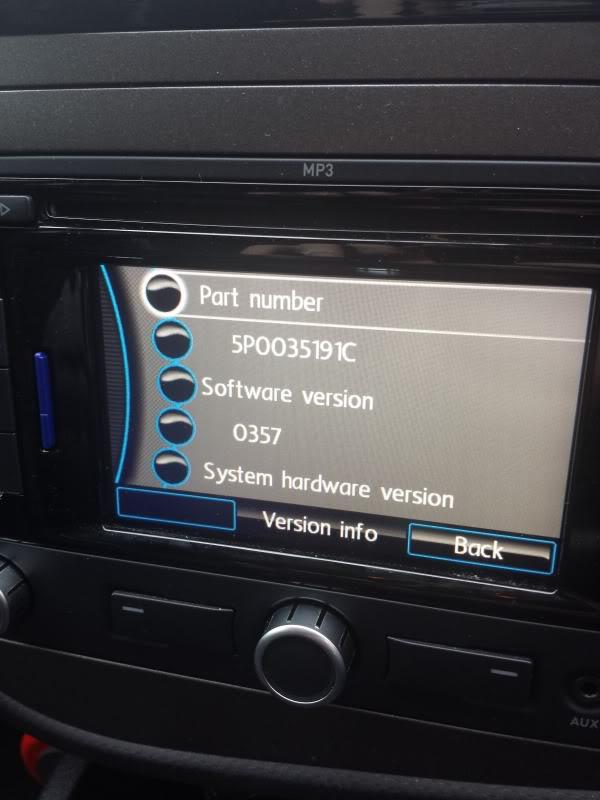 MP3
Part number
5P0035191C
Software version
0357
System hardware version
Version info
Back
AUX